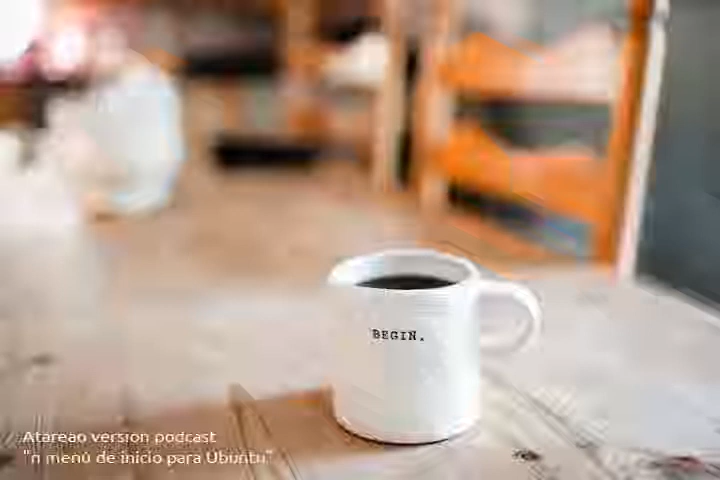 BEGIN.
Atareao version podcast
"n menú de inicio para Ubuntu"